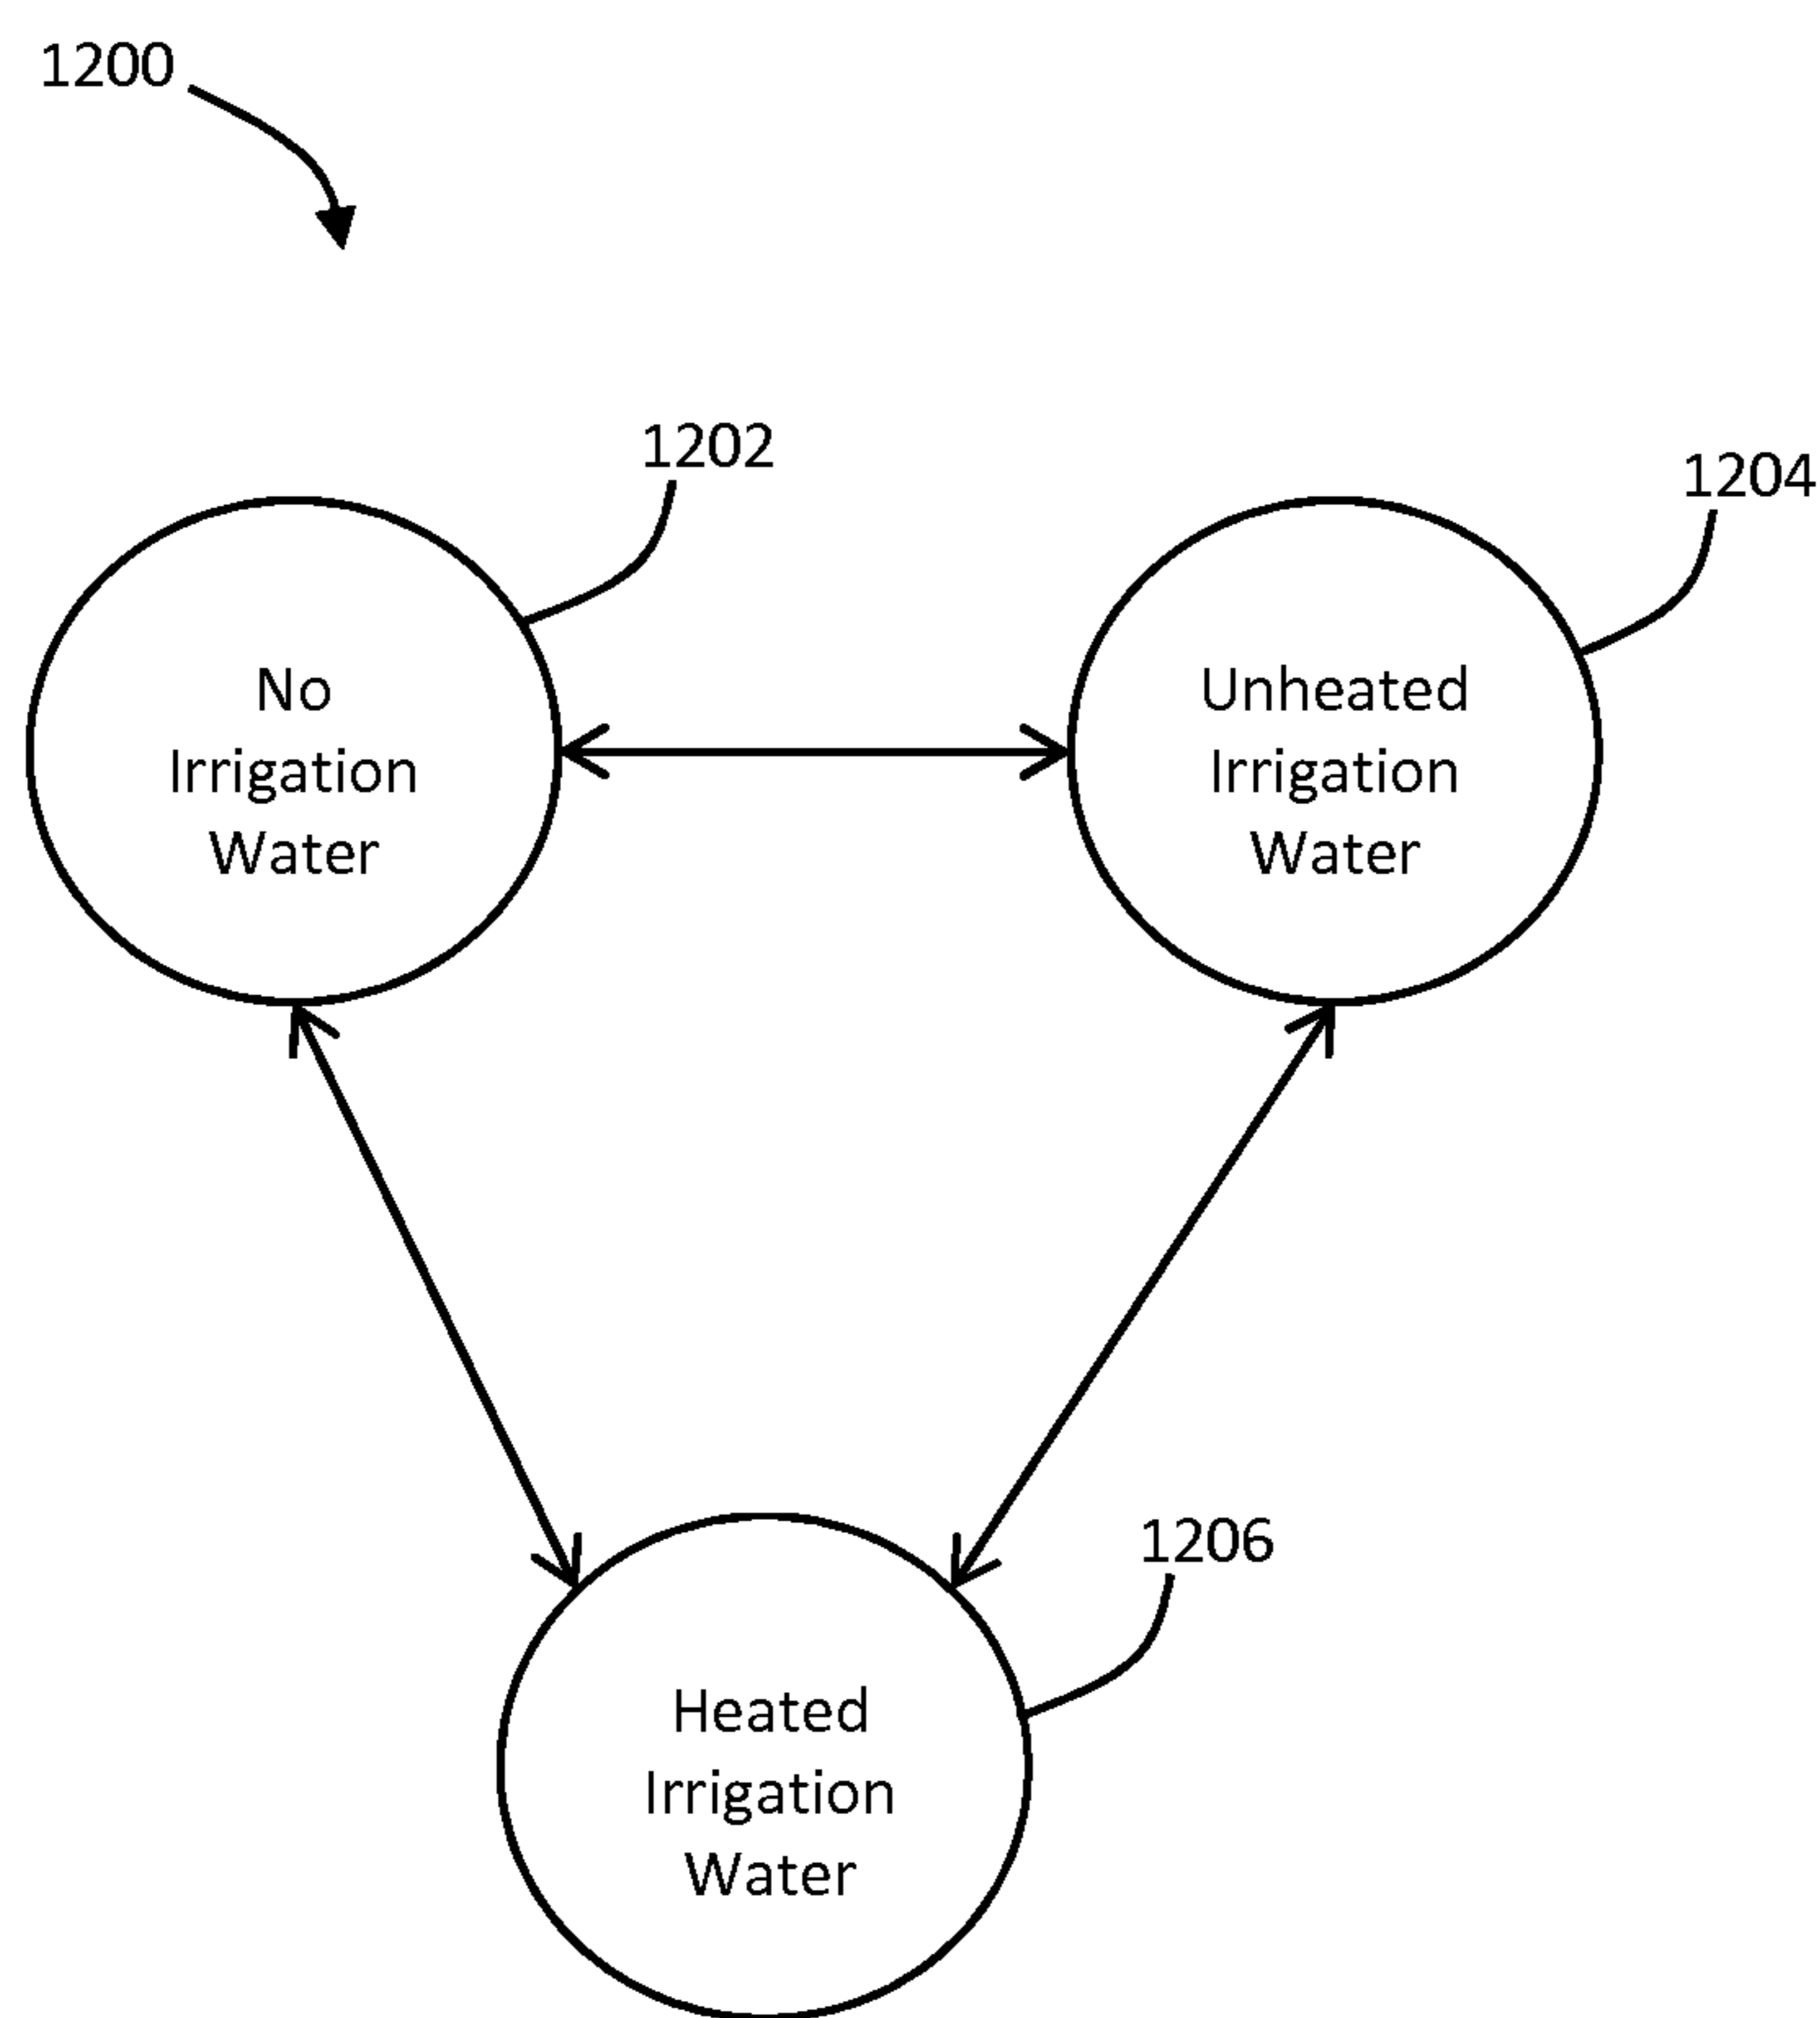 1200
1202
1204
No
Irrigation
Water
Unheated
Irrigation
Water
1206
Heated
Irrigation
Water